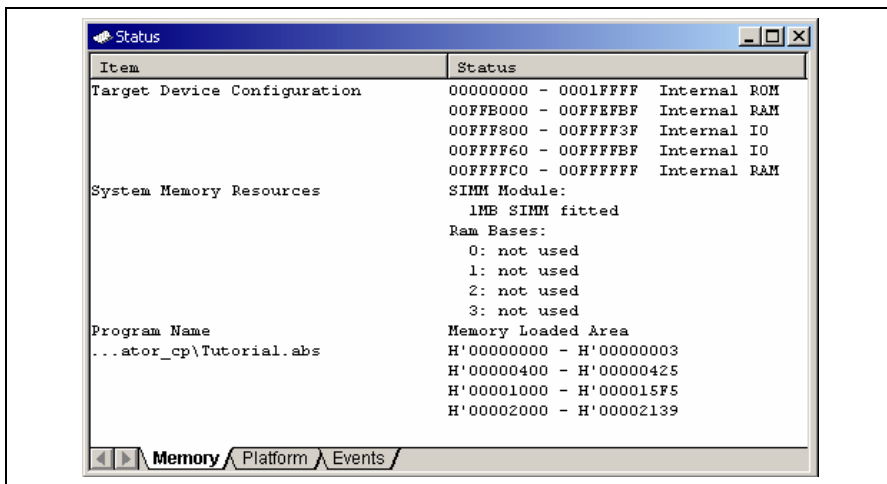 Status
Item Status
Target Device Configuration 00000000 - 0001FFFF Internal ROM
00FFB000 - 00FFEFBF Internal RAM
00FFF800 - 00FFFF3F Internal IO
00FFFF60 - 00FFFFBF Internal IO
00FFFFC0 - 00FFFFFF Internal RAM
System Memory Resources SIMM Module:
1MB SIMM fitted
Ram Bases:
0: not used
1: not used
2: not used
3: not used
Program Name Memory Loaded Area
...ator_cp\Tutorial.abs H'00000000 - H'00000003
H'00000400 - H'00000425
H'00001000 - H'000015F5
H'00002000 - H'00002139
Memory Platform Events